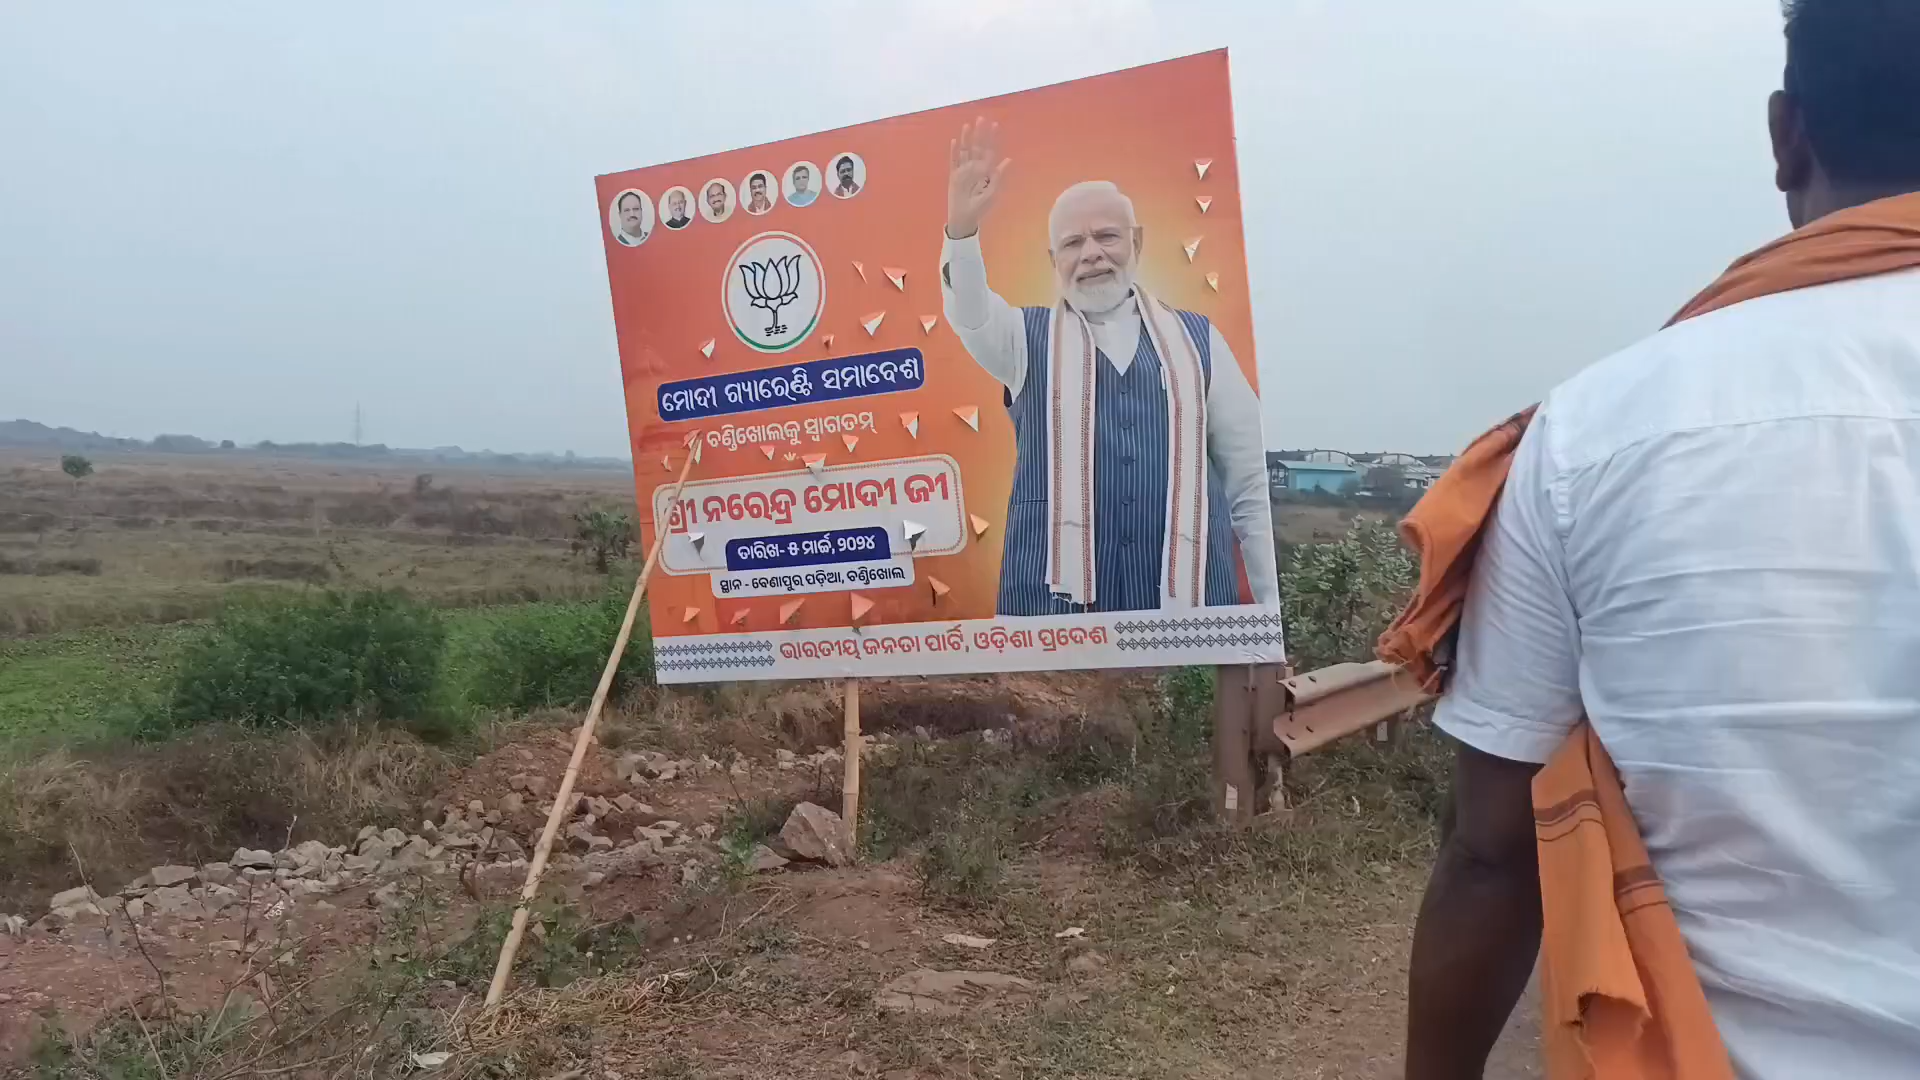 ମୋଦୀ ଗ୍ୟାରେଣ୍ଟି ସମାବେଶ
ଚଣ୍ଡିଖୋଲକୁ ସ୍ୱାଗତମ୍
ଶ୍ରୀ ନରେନ୍ଦ୍ର ମୋଦୀ ଜୀ
ତାରିଖ- ୫ ମାର୍ଚ୍ଚ, ୨୦୨୪
ସ୍ଥାନ - ବେଣାପୁର ପଡ଼ିଆ, ଚଣ୍ଡିଖୋଲ
ଭାରତୀୟ ଜନତା ପାର୍ଟି, ଓଡ଼ିଶା ପ୍ରଦେଶ